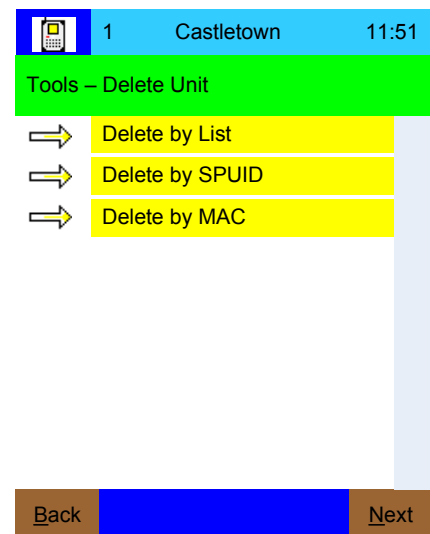 1 Castletown 11:51
Tools – Delete Unit
Delete by List
Delete by SPUID
Delete by MAC
Back Next